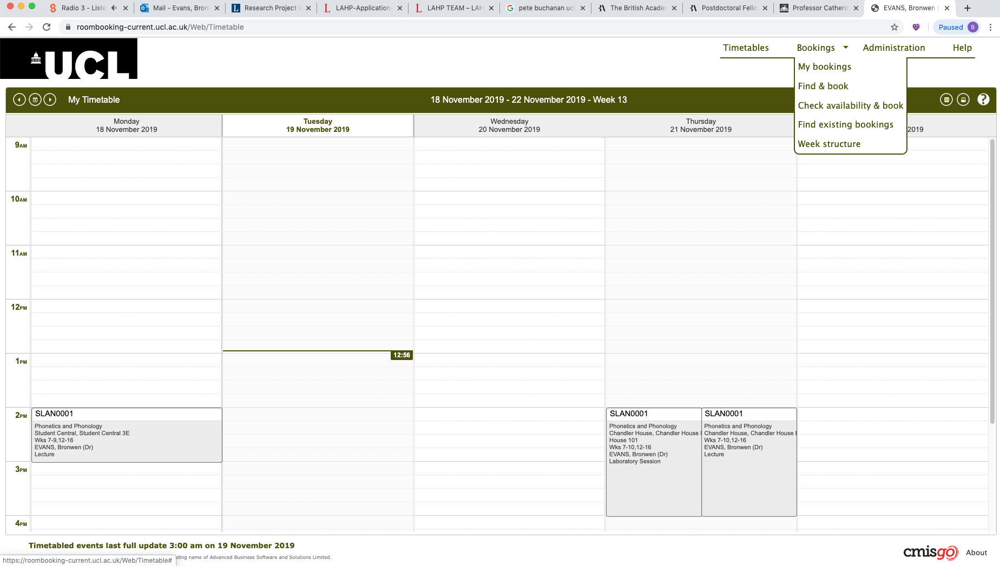 Radio 3 - Liste
Mail - Evans, Bron
Research Project
LAHP-Application-
LAHP TEAM – LAH
pete buchanan ucl
The British Acaden
Postdoctoral Fello
Professor Catherin
EVANS, Bronwen
roombooking-current.ucl.ac.uk/Web/Timetable
Paused B
UCL
Timetables
Bookings
Administration
Help
My bookings
Find & book
Check availability & book
Find existing bookings
Week structure
My Timetable
18 November 2019 - 22 November 2019 - Week 13
?
Monday
18 November 2019
Tuesday
19 November 2019
Wednesday
20 November 2019
Thursday
21 November 2019
2019
9AM
10AM
11AM
12PM
12:56
1PM
2PM
SLAN0001
Phonetics and Phonology
Student Central, Student Central 3E
Wks 7-9,12-16
EVANS, Bronwen (Dr)
Lecture
SLAN0001
Phonetics and Phonology
Chandler House, Chandler House
House 101
Wks 7-10,12-16
EVANS, Bronwen (Dr)
Laboratory Session
SLAN0001
Phonetics and Phonology
Chandler House, Chandler House
Wks 7-10,12-16
EVANS, Bronwen (Dr)
Lecture
3PM
4PM
Timetabled events last full update 3:00 am on 19 November 2019
ding name of Advanced Business Software and Solutions Limited.
https://roombooking-current.ucl.ac.uk/Web/Timetable#
cmisgo
About